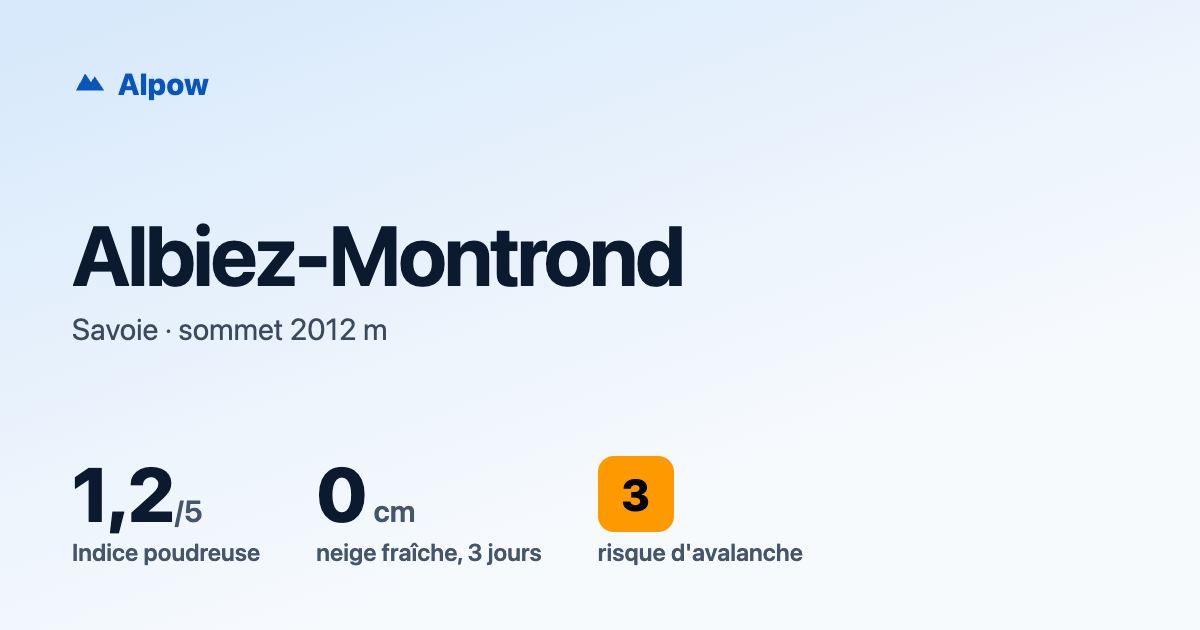 Alpow
Albiez-Montrond
Savoie · sommet 2012 m
1,2/5
Indice poudreuse
0 cm
neige fraîche, 3 jours
3
risque d'avalanche